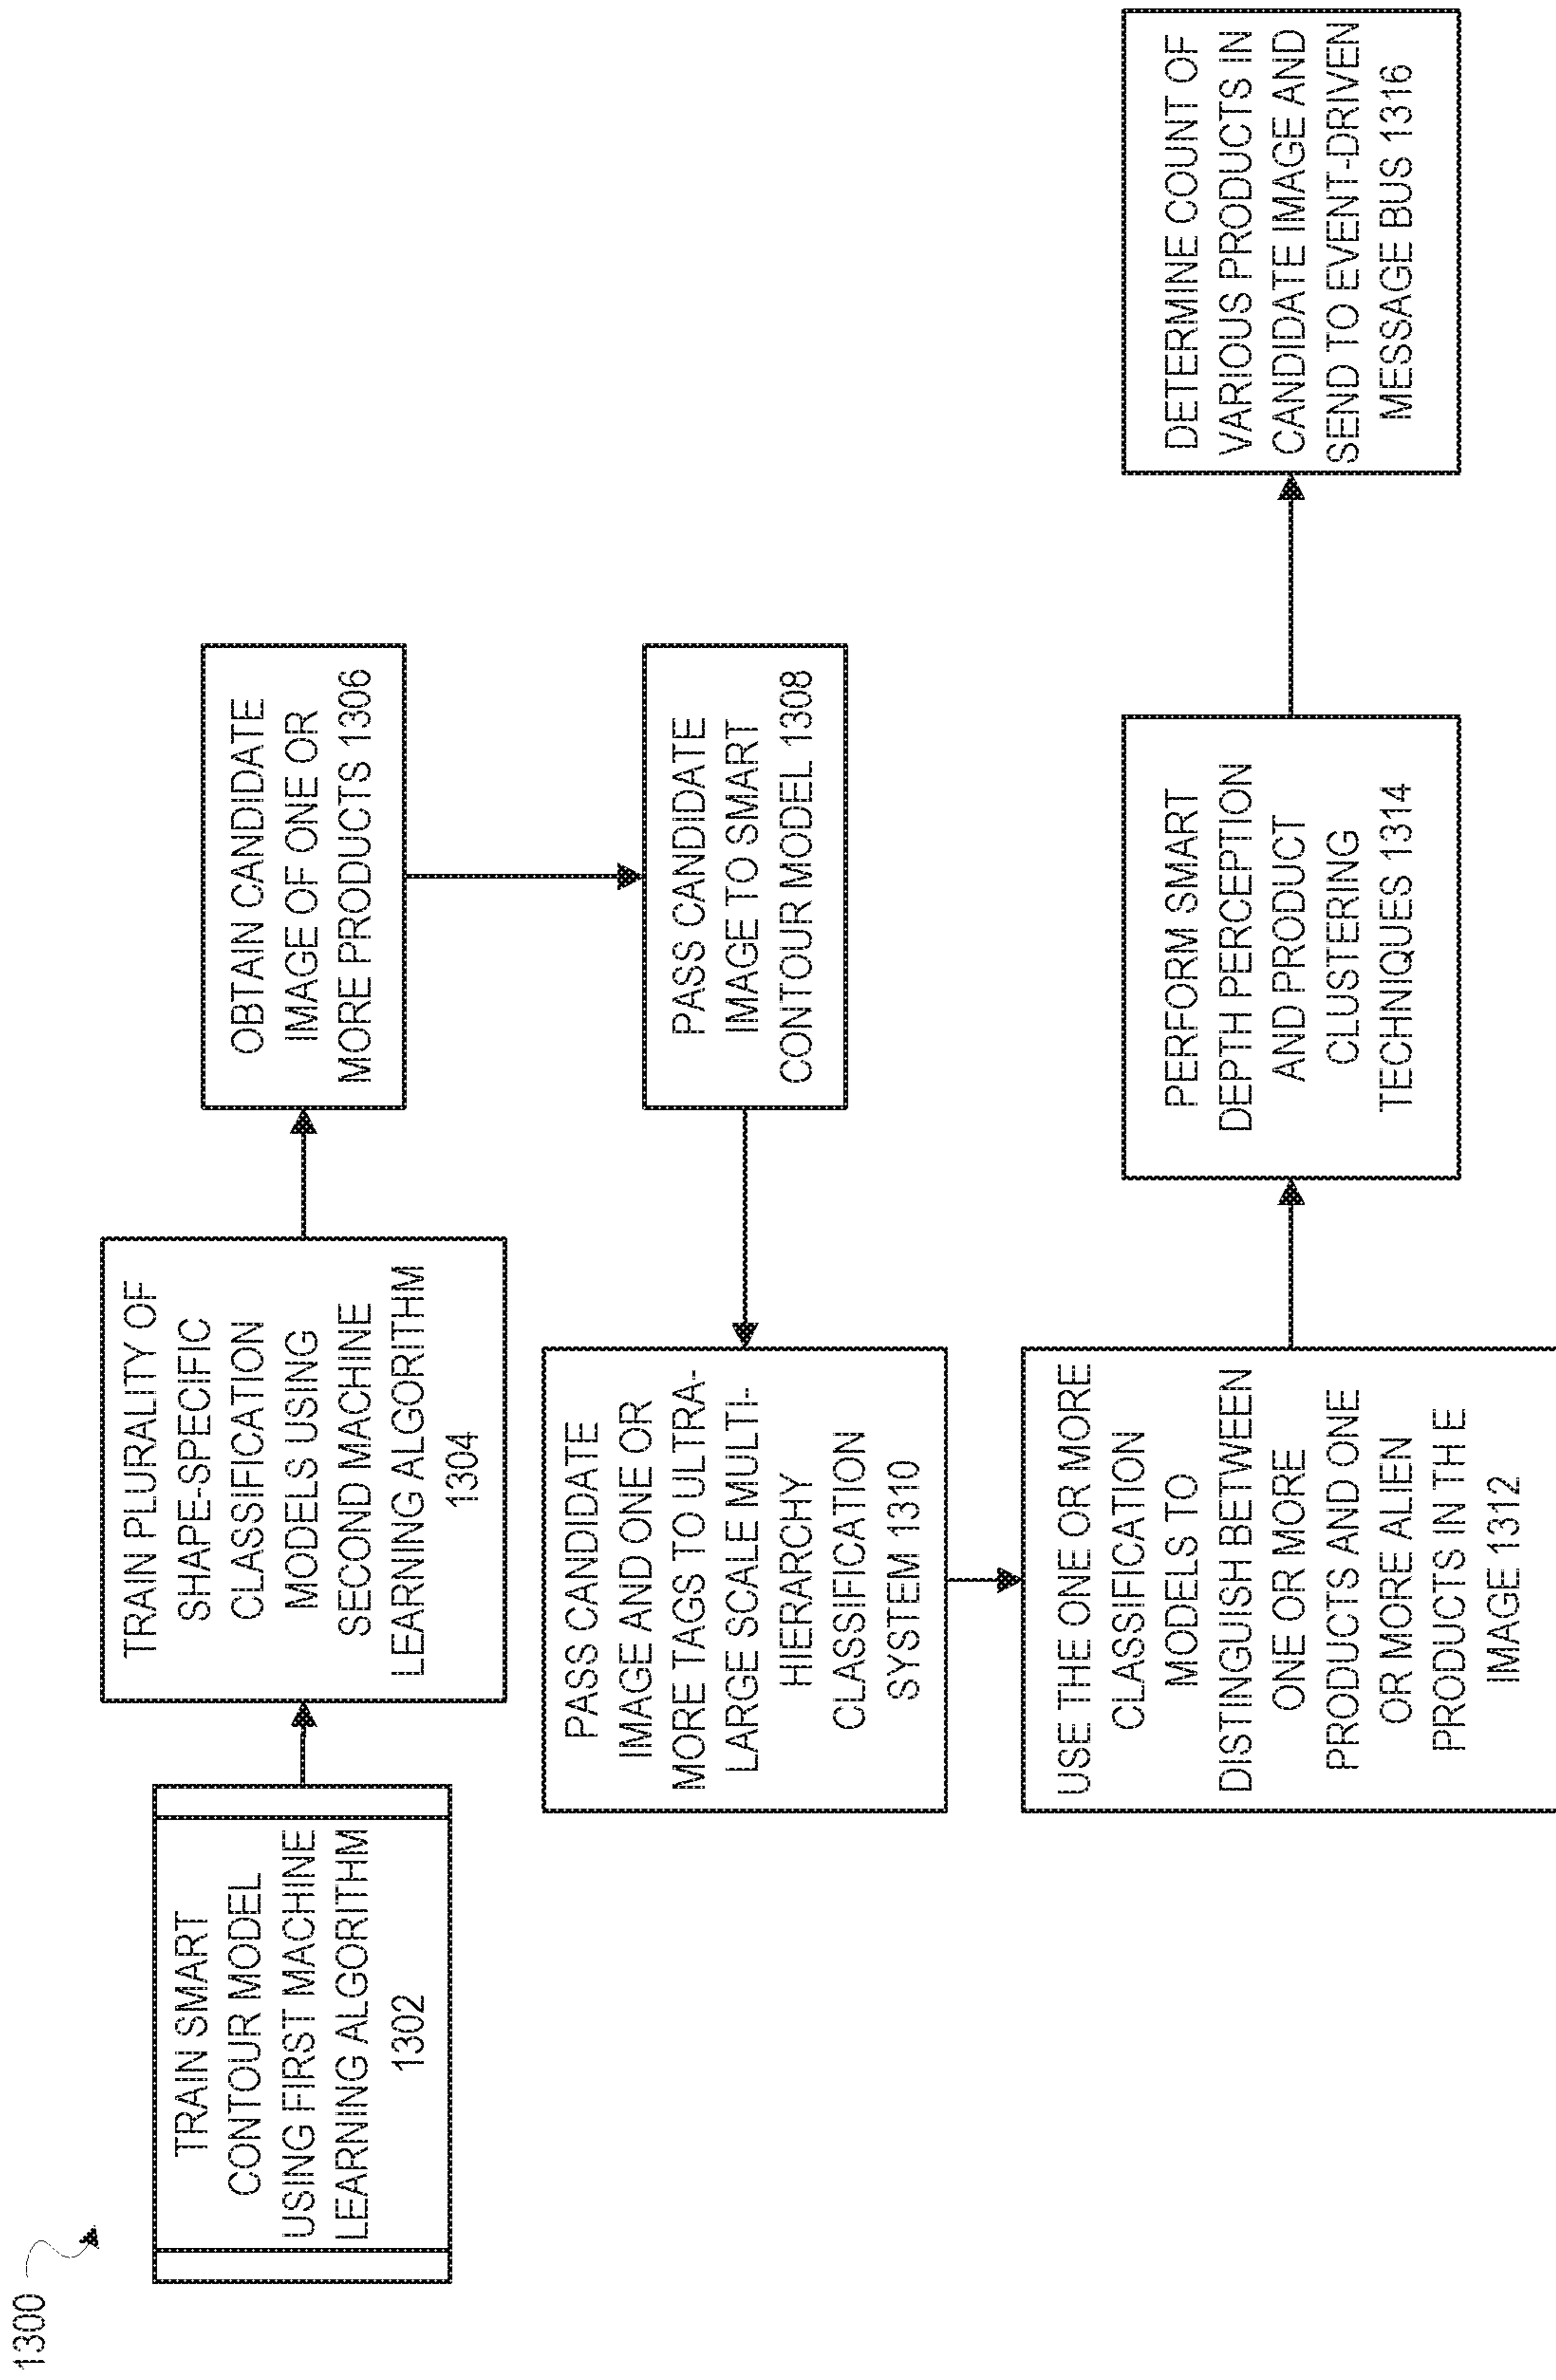 1300
TRAIN SMART
CONTOUR MODEL
USING FIRST MACHINE
LEARNING ALGORITHM
1302
TRAIN PLURALITY OF
SHAPE-SPECIFIC
CLASSIFICATION
MODELS USING
SECOND MACHINE
LEARNING ALGORITHM
1304
OBTAIN CANDIDATE
IMAGE OF ONE OR
MORE PRODUCTS 1306
PASS CANDIDATE
IMAGE TO SMART
CONTOUR MODEL 1308
PASS CANDIDATE
IMAGE AND ONE OR
MORE TAGS TO ULTRA-
LARGE SCALE MULTI-
HIERARCHY
CLASSIFICATION
SYSTEM 1310
USE THE ONE OR MORE
CLASSIFICATION
MODELS TO
DISTINGUISH BETWEEN
ONE OR MORE
PRODUCTS AND ONE
OR MORE ALIEN
PRODUCTS IN THE E
IMAGE 1312
PERFORM SMART
DEPTH PERCEPTION
AND PRODUCT
CLUSTERING
TECHNIQUES 1314
DETERMINE COUNT OF
VARIOUS PRODUCTS IN
CANDIDATE IMAGE AND
SEND TO EVENT-DRIVEN
MESSAGE BUS 1316